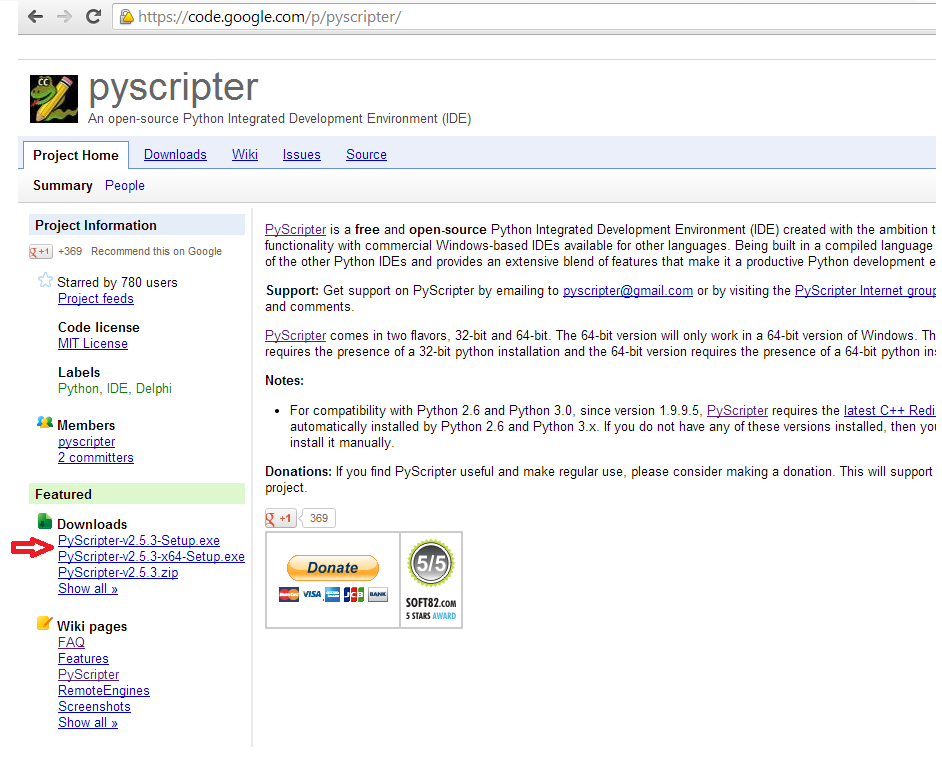 https://code.google.com/p/pyscripter/
pyscripter
An open-source Python Integrated Development Environment (IDE)
Project Home Downloads Wiki Issues Source
Summary People
Project Information
+1 +369 Recommend this on Google
Starred by 780 users
Project feeds
Code license
MIT License
Labels
Python, IDE, Delphi
Members
pyscripter
2 committers
Featured
Downloads
PyScripter-v2.5.3-Setup.exe
PyScripter-v2.5.3-x64-Setup.exe
PyScripter-v2.5.3.zip
Show all »
Wiki pages
FAQ
Features
PyScripter
RemoteEngines
Screenshots
Show all »
PyScripter is a free and open-source Python Integrated Development Environment (IDE) created with the ambition t
functionality with commercial Windows-based IDEs available for other languages. Being built in a compiled language
of the other Python IDEs and provides an extensive blend of features that make it a productive Python development e
Support: Get support on PyScripter by emailing to pyscripter@gmail.com or by visiting the PyScripter Internet group
and comments.
PyScripter comes in two flavors, 32-bit and 64-bit. The 64-bit version will only work in a 64-bit version of Windows. Th
requires the presence of a 32-bit python installation and the 64-bit version requires the presence of a 64-bit python ins
Notes:
• For compatibility with Python 2.6 and Python 3.0, since version 1.9.9.5, PyScripter requires the latest C++ Redi
automatically installed by Python 2.6 and Python 3.x. If you do not have any of these versions installed, then you
install it manually.
Donations: If you find PyScripter useful and make regular use, please consider making a donation. This will support
project.
+1 369
Donate
VISA JCB BANK
5/5
SOFT82.COM
5 STARS AWARD